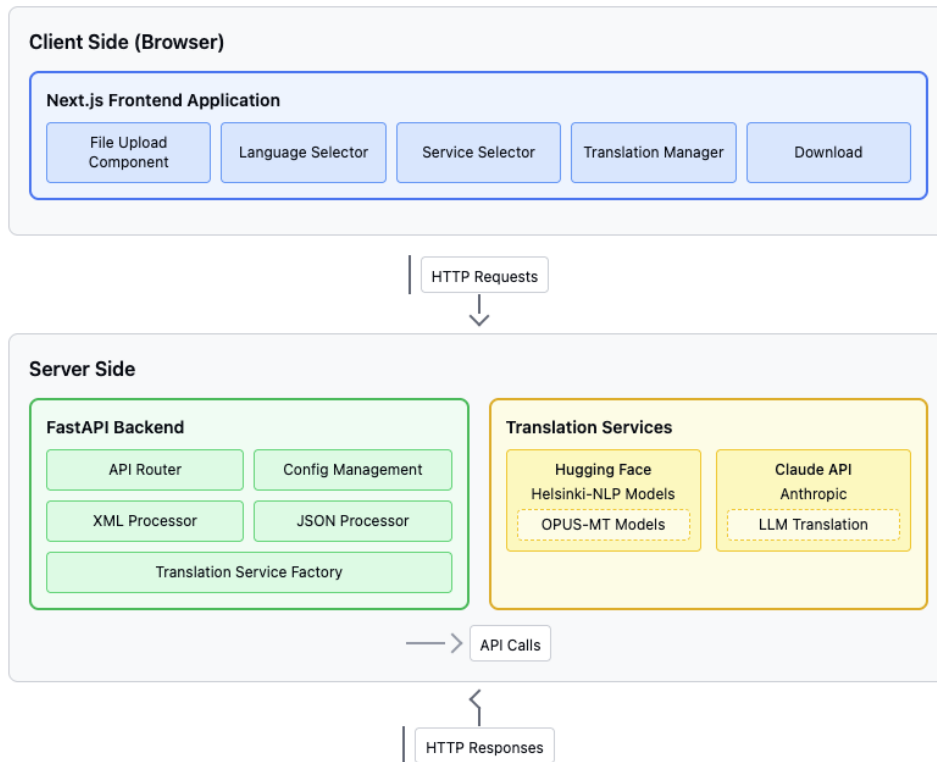 Client Side (Browser)
Next.js Frontend Application
File Upload
Component
Language Selector
Service Selector
Translation Manager
Download
HTTP Requests
Server Side
FastAPI Backend
API Router
Config Management
XML Processor
JSON Processor
Translation Service Factory
Translation Services
Hugging Face
Helsinki-NLP Models
OPUS-MT Models
Claude API
Anthropic
LLM Translation
API Calls
HTTP Responses